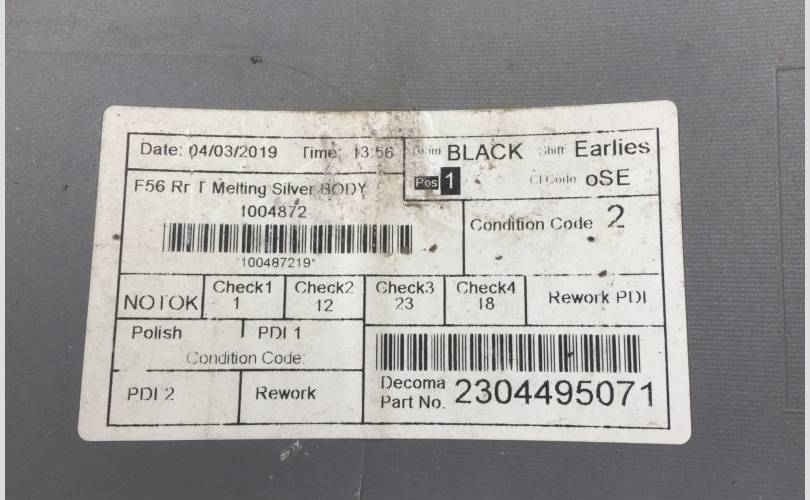 Date: 04/03/2019 Time: 13:56
Team BLACK Shift Earlies
Pos 1 Cl Code oSE
F56 Rr T Melting Silver BODY
1004872
*100487219*
Condition Code 2
NOTOK
Check1 1
Check2 12
Check3 23
Check4 18
Rework PDI
Polish PDI 1
Condition Code:
PDI 2
Rework
Decoma Part No. 2304495071